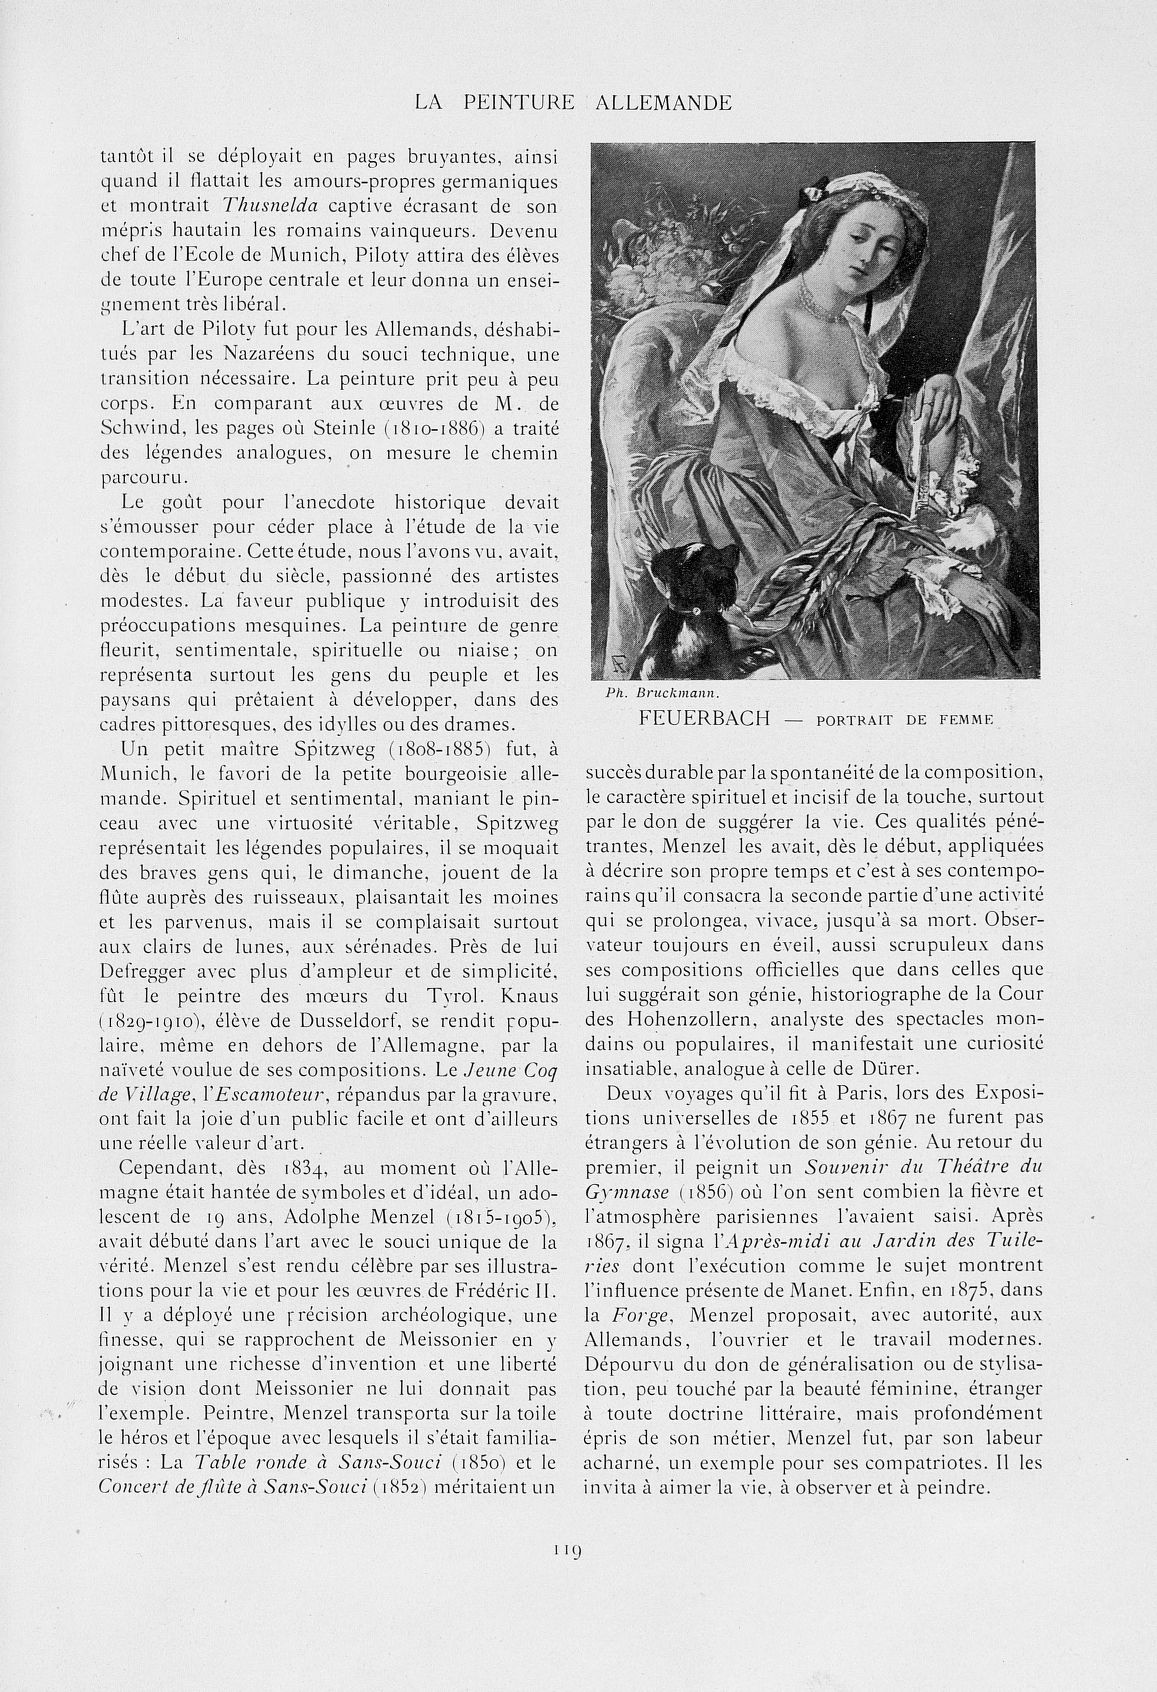 LA PEINTURE ALLEMANDE
tantôt il se déployait en pages bruyantes, ainsi
quand il flattait les amours-propres germaniques
et montrait Thusnelda captive écrasant de son
mépris hautain les romains vainqueurs. Devenu
chef de l'Ecole de Munich, Piloty attira des élèves
de toute l'Europe centrale et leur donna un ensei-
gnement très libéral.
L'art de Piloty fut pour les Allemands, déshabi-
tués par les Nazaréens du souci technique, une
transition nécessaire. La peinture prit peu à peu
corps. En comparant aux œuvres de M. de
Schwind, les pages où Steinle (1810-1886) a traité
des légendes analogues, on mesure le chemin
parcouru.
Le goût pour l'anecdote historique devait
s'émousser pour céder place à l'étude de la vie
contemporaine. Cette étude, nous l'avons vu, avait,
dès le début du siècle, passionné des artistes
modestes. La faveur publique y introduisit des
préoccupations mesquines. La peinture de genre
fleurit, sentimentale, spirituelle ou niaise; on
représenta surtout les gens du peuple et les
paysans qui prêtaient à développer, dans des
cadres pittoresques, des idylles ou des drames.
Un petit maître Spitzweg (1808-1885) fut, à
Munich, le favori de la petite bourgeoisie alle-
mande. Spirituel et sentimental, maniant le pin-
ceau avec une virtuosité véritable, Spitzweg
représentait les légendes populaires, il se moquait
des braves gens qui, le dimanche, jouent de la
flûte auprès des ruisseaux, plaisantait les moines
et les parvenus, mais il se complaisait surtout
aux clairs de lunes, aux sérénades. Près de lui
Defregger avec plus d'ampleur et de simplicité,
fût le peintre des mœurs du Tyrol. Knaus
(1829-1910), élève de Dusseldorf, se rendit popu-
laire, même en dehors de l'Allemagne, par la
naïveté voulue de ses compositions. Le Jeune Coq
de Village, l'Escamoteur, répandus par la gravure,
ont fait la joie d'un public facile et ont d'ailleurs
une réelle valeur d'art.
Cependant, dès 1834, au moment où l'Alle-
magne était hantée de symboles et d'idéal, un ado-
lescent de 19 ans, Adolphe Menzel (1815-1905),
avait débuté dans l'art avec le souci unique de la
vérité. Menzel s'est rendu célèbre par ses illustra-
tions pour la vie et pour les œuvres de Frédéric II.
Il y a déployé une précision archéologique, une
finesse, qui se rapprochent de Meissonier en y
joignant une richesse d'invention et une liberté
de vision dont Meissonier ne lui donnait pas
l'exemple. Peintre, Menzel transporta sur la toile
le héros et l'époque avec lesquels il s'était familia-
risés : La Table ronde à Sans-Souci (1850) et le
Concert de flûte à Sans-Souci (1852) méritaient un
Ph. Bruckmann.
FEUERBACH — PORTRAIT DE FEMME
succès durable par la spontanéité de la composition,
le caractère spirituel et incisif de la touche, surtout
par le don de suggérer la vie. Ces qualités péné-
trantes, Menzel les avait, dès le début, appliquées
à décrire son propre temps et c'est à ses contempo-
rains qu'il consacra la seconde partie d'une activité
qui se prolongea, vivace, jusqu'à sa mort. Obser-
vateur toujours en éveil, aussi scrupuleux dans
ses compositions officielles que dans celles que
lui suggérait son génie, historiographe de la Cour
des Hohenzollern, analyste des spectacles mon-
dains ou populaires, il manifestait une curiosité
insatiable, analogue à celle de Dürer.
Deux voyages qu'il fit à Paris, lors des Exposi-
tions universelles de 1855 et 1867 ne furent pas
étrangers à l'évolution de son génie. Au retour du
premier, il peignit un Souvenir du Théâtre du
Gymnase (1856) où l'on sent combien la fièvre et
l'atmosphère parisiennes l'avaient saisi. Après
1867, il signa l'Après-midi au Jardin des Tuile-
ries dont l'exécution comme le sujet montrent
l'influence présente de Manet. Enfin, en 1875, dans
la Forge, Menzel proposait, avec autorité, aux
Allemands, l'ouvrier et le travail modernes.
Dépourvu du don de généralisation ou de stylisa-
tion, peu touché par la beauté féminine, étranger
à toute doctrine littéraire, mais profondément
épris de son métier, Menzel fut, par son labeur
acharné, un exemple pour ses compatriotes. Il les
invita à aimer la vie, à observer et à peindre.
119